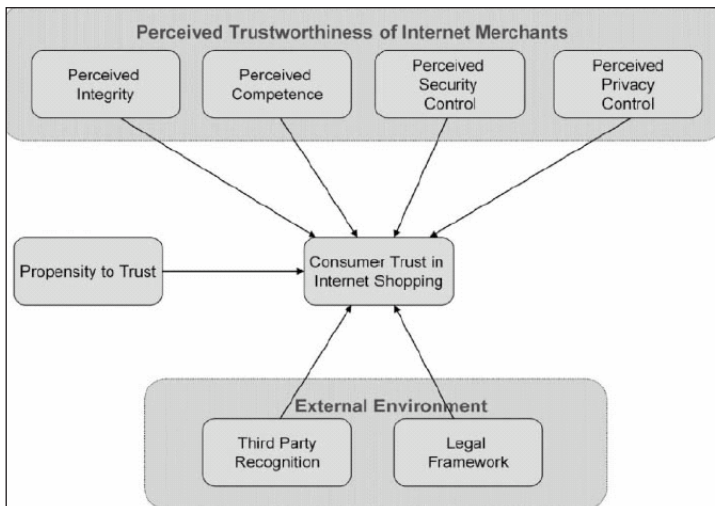 Perceived Trustworthiness of Internet Merchants
Perceived
Integrity
Perceived
Competence
Perceived
Security
Control
Perceived
Privacy
Control
Propensity to Trust
Consumer Trust in
Internet Shopping
External Environment
Third Party
Recognition
Legal
Framework